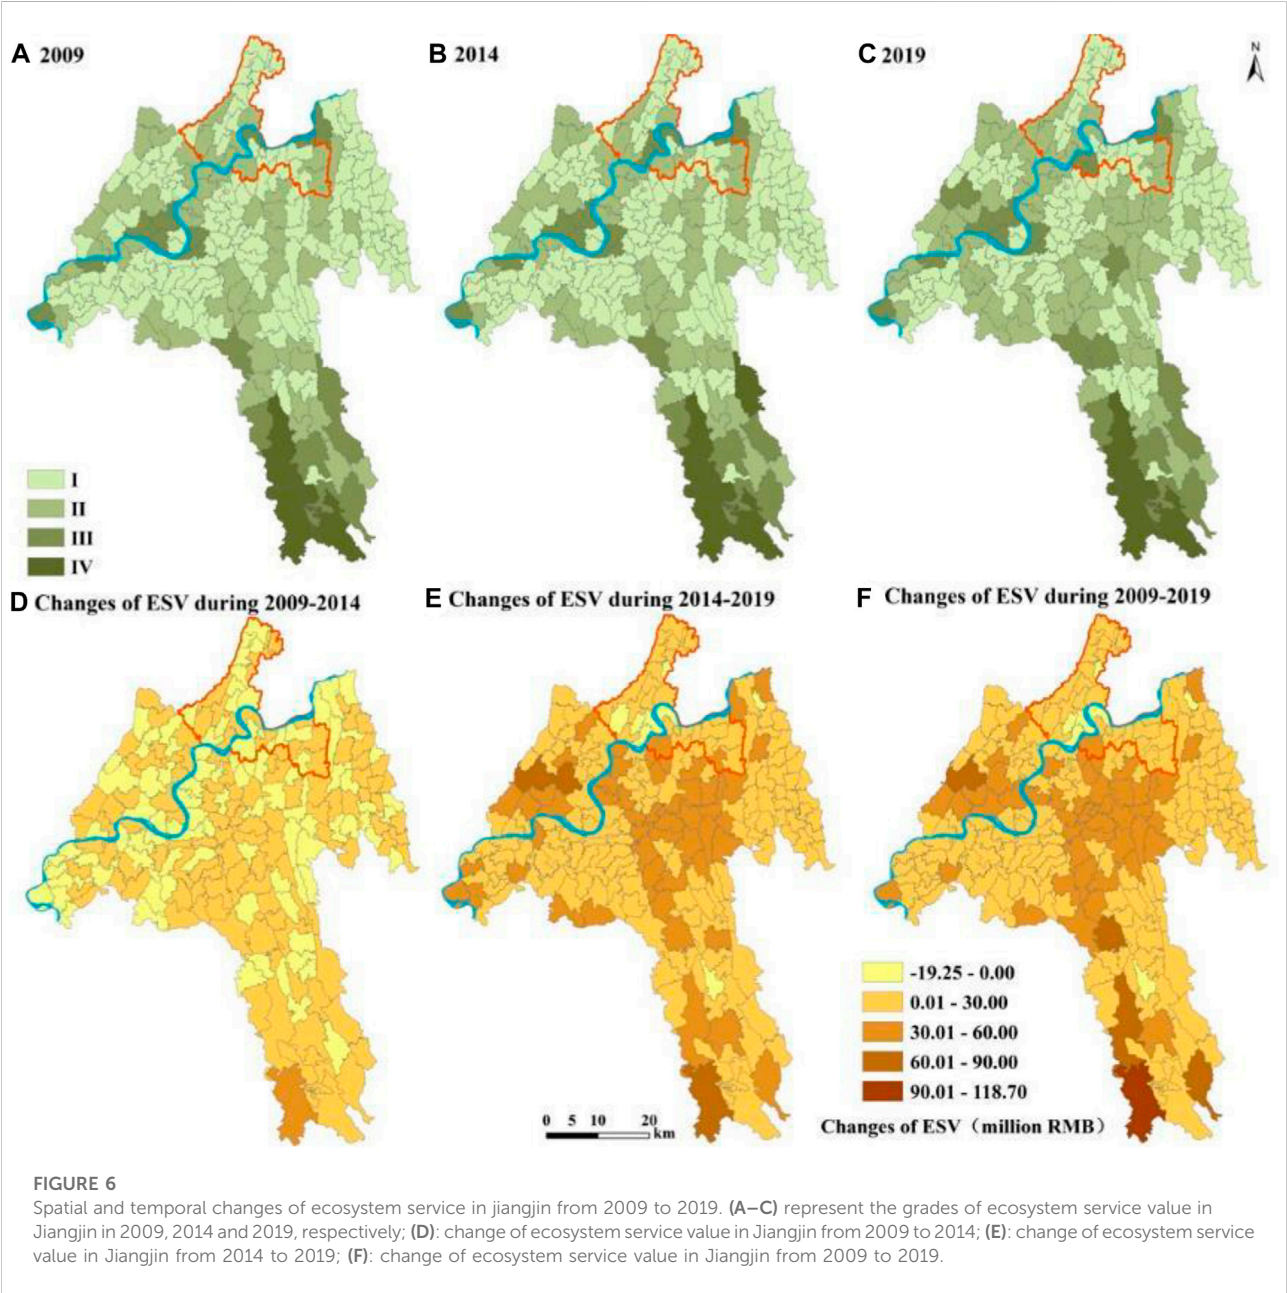 A 2009
B 2014
C 2019
N
I
II
III
IV
D Changes of ESV during 2009-2014
E Changes of ESV during 2014-2019
F Changes of ESV during 2009-2019
-19.25 - 0.00
0.01 - 30.00
30.01 - 60.00
60.01 - 90.00
90.01 - 118.70
0 5 10 20
km
Changes of ESV（million RMB）
FIGURE 6
Spatial and temporal changes of ecosystem service in jiangjin from 2009 to 2019. (A–C) represent the grades of ecosystem service value in
Jiangjin in 2009, 2014 and 2019, respectively; (D): change of ecosystem service value in Jiangjin from 2009 to 2014; (E): change of ecosystem service
value in Jiangjin from 2014 to 2019; (F): change of ecosystem service value in Jiangjin from 2009 to 2019.